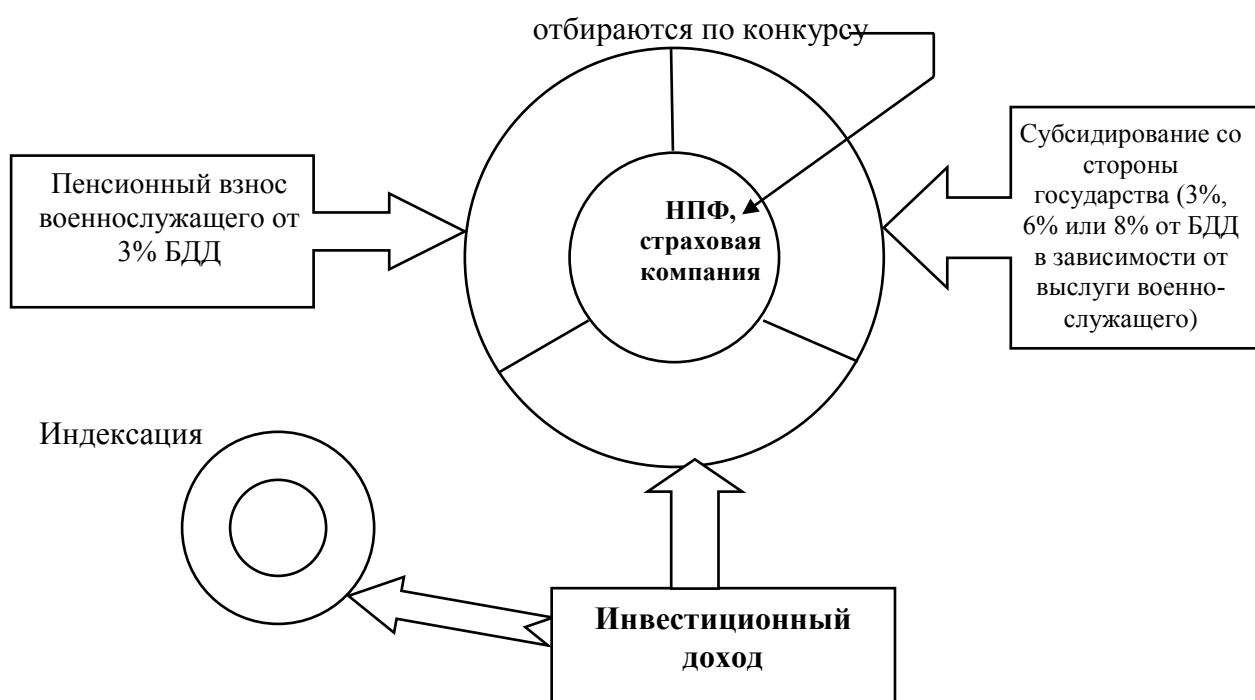 отбираются по конкурсу
Пенсионный взнос
военнослужащего от
3% БДД
НПФ,
страховая
компания
Субсидирование со
стороны
государства (3%,
6% или 8% от БДД
в зависимости от
выслуги военно-
служащего)
Индексация
Инвестиционный
доход